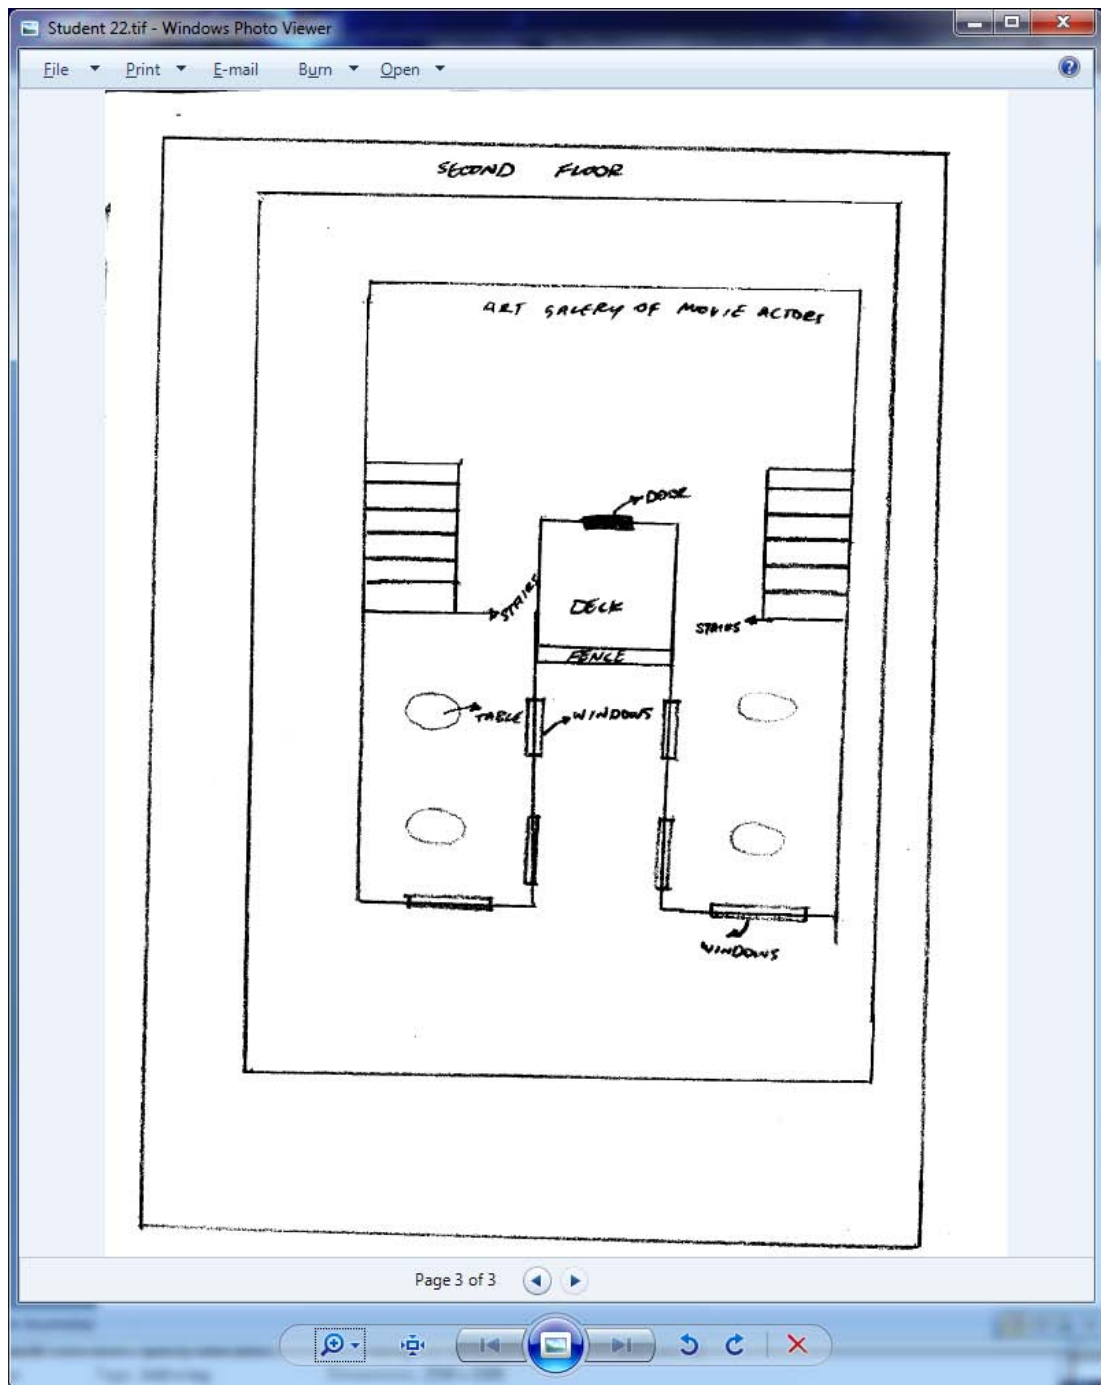 Student 22.tif - Windows Photo Viewer
File Print E-mail Burn Open
SECOND FLOOR
ART GALERY OF MOVIE ACTORS
DOOR
STAIRS
DECK
STAIRS
FENCE
TABLE
WINDOWS
WINDOWS
Page 3 of 3